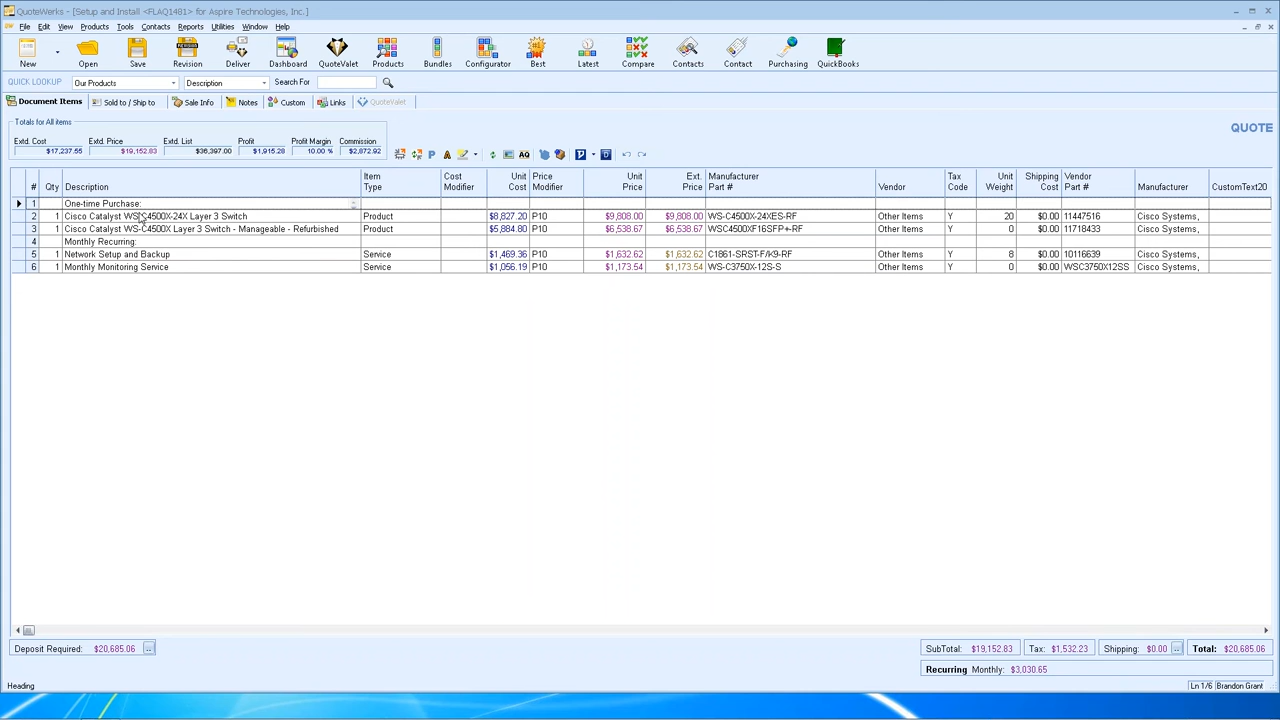 QuoteWerks - [Setup and Install <FLAQ1481> for Aspire Technologies, Inc.]
File Edit View Products Tools Contacts Reports Utilities Window Help
New Open Save Revision Deliver Dashboard QuoteValet Products Bundles Configurator Best Latest Compare Contacts Contact Purchasing QuickBooks
QUICK LOOKUP Our Products Description Search For
Document Items Sold to / Ship to Sale Info Notes Custom Links QuoteValet
Totals for All items
QUOTE
Extd. Cost Extd. Price Extd. List Profit Profit Margin Commission
$17,237.55 $19,152.83 $36,397.00 $1,915.28 10.00 % $2,872.92
# Qty Description Item Type Cost Modifier Unit Cost Price Modifier Unit Price Ext. Price Manufacturer Part # Vendor Tax Code Unit Weight Shipping Cost Vendor Part # Manufacturer CustomText20
1 One-time Purchase:
2 1 Cisco Catalyst WS-C4500X-24X Layer 3 Switch Product $8,827.20 P10 $9,808.00 $9,808.00 WS-C4500X-24XES-RF Other Items Y 20 $0.00 11447516 Cisco Systems,
3 1 Cisco Catalyst WS-C4500X Layer 3 Switch - Manageable - Refurbished Product $5,884.80 P10 $6,538.67 $6,538.67 WSC4500XF16SFP+-RF Other Items Y 0 $0.00 11718433 Cisco Systems,
4 Monthly Recurring:
5 1 Network Setup and Backup Service $1,469.36 P10 $1,632.62 $1,632.62 C1861-SRST-F/K9-RF Other Items Y 8 $0.00 10116639 Cisco Systems,
6 1 Monthly Monitoring Service Service $1,056.19 P10 $1,173.54 $1,173.54 WS-C3750X-12S-S Other Items Y 0 $0.00 WSC3750X12SS Cisco Systems,
Deposit Required: $20,685.06 SubTotal: $19,152.83 Tax: $1,532.23 Shipping: $0.00 Total: $20,685.06
Recurring Monthly: $3,030.65
Heading Ln 1/6 Brandon Grant